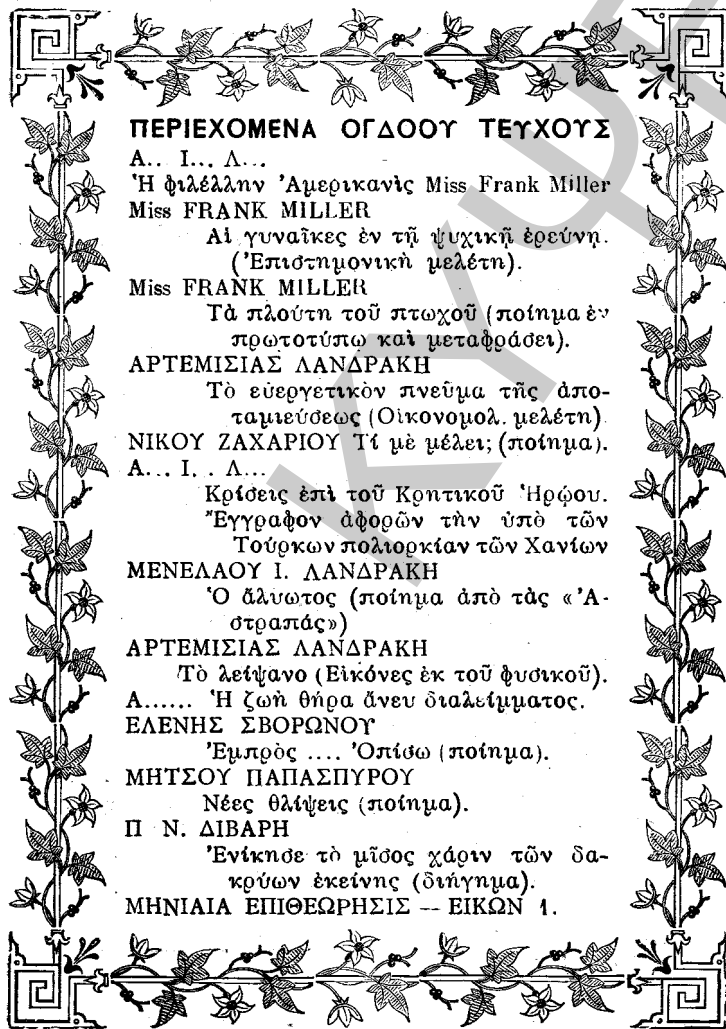 ΠΕΡΙΕΧΟΜΕΝΑ ΟΓΔΟΟΥ ΤΕΥΧΟΥΣ
Α.. Ι... Λ...
Ἡ φιλέλλην Ἀμερικανὶς Miss Frank Miller
Miss FRANK MILLER
Αἱ γυναῖκες ἐν τῇ ψυχικῇ ἐρεύνῃ.
(Ἐπιστημονικὴ μελέτη).
Miss FRANK MILLER
Τὰ πλούτη τοῦ πτωχοῦ (ποίημα ἐν
πρωτοτύπῳ καὶ μεταφράσει).
ΑΡΤΕΜΙΣΙΑΣ ΛΑΝΔΡΑΚΗ
Τὸ εὐεργετικὸν πνεῦμα τῆς ἀπο-
ταμιεύσεως (Οἰκονομολ. μελέτη)
ΝΙΚΟΥ ΖΑΧΑΡΙΟΥ Τί μὲ μέλει; (ποίημα).
Α... Ι. . Λ...
Κρίσεις ἐπὶ τοῦ Κρητικοῦ Ἡρῴου.
Ἔγγραφον ἀφορῶν τὴν ὑπὸ τῶν
Τούρκων πολιορκίαν τῶν Χανίων
ΜΕΝΕΛΑΟΥ Ι. ΛΑΝΔΡΑΚΗ
Ὁ ἄλυωτος (ποίημα ἀπὸ τὰς «Ἀ-
στραπάς»)
ΑΡΤΕΜΙΣΙΑΣ ΛΑΝΔΡΑΚΗ
Τὸ λείψανο (Εἰκόνες ἐκ τοῦ φυσικοῦ).
Α...... Ἡ ζωὴ θήρα ἄνευ διαλείμματος.
ΕΛΕΝΗΣ ΣΒΟΡΩΝΟΥ
Ἐμπρὸς .... Ὀπίσω (ποίημα).
ΜΗΤΣΟΥ ΠΑΠΑΣΠΥΡΟΥ
Νέες θλίψεις (ποίημα).
Π Ν. ΔΙΒΑΡΗ
Ἐνίκησε τὸ μῖσος χάριν τῶν δα-
κρύων ἐκείνης (διήγημα).
ΜΗΝΙΑΙΑ ΕΠΙΘΕΩΡΗΣΙΣ — ΕΙΚΩΝ 1.